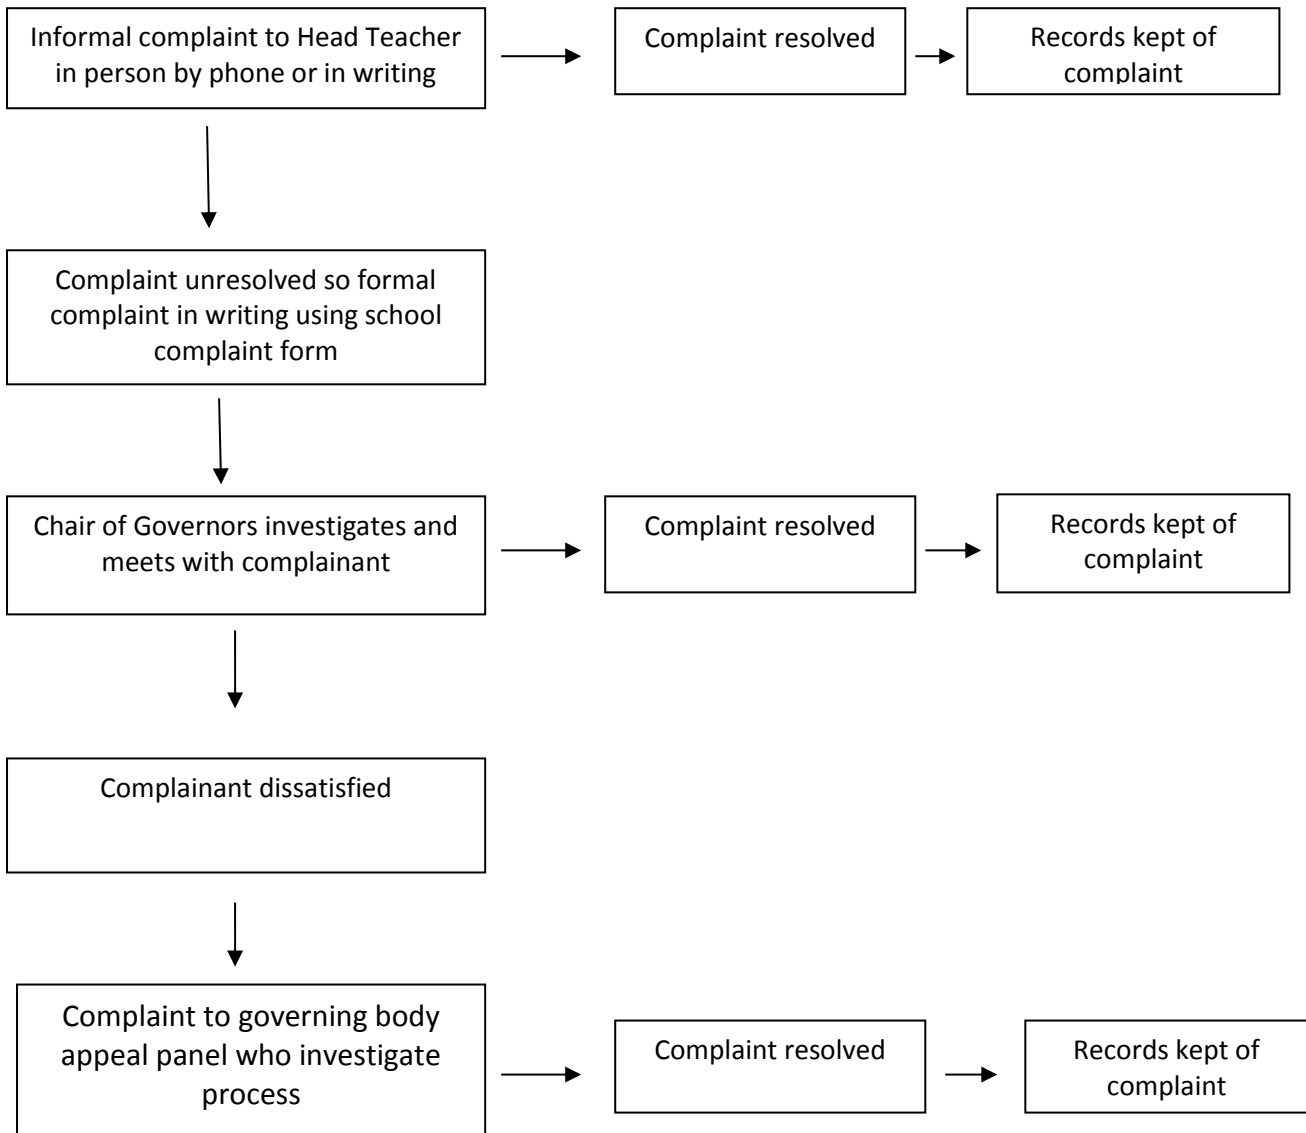 Informal complaint to Head Teacher
in person by phone or in writing
Complaint resolved
Records kept of
complaint
Complaint unresolved so formal
complaint in writing using school
complaint form
Chair of Governors investigates and
meets with complainant
Complaint resolved
Records kept of
complaint
Complainant dissatisfied
Complaint to governing body
appeal panel who investigate
process
Complaint resolved
Records kept of
complaint